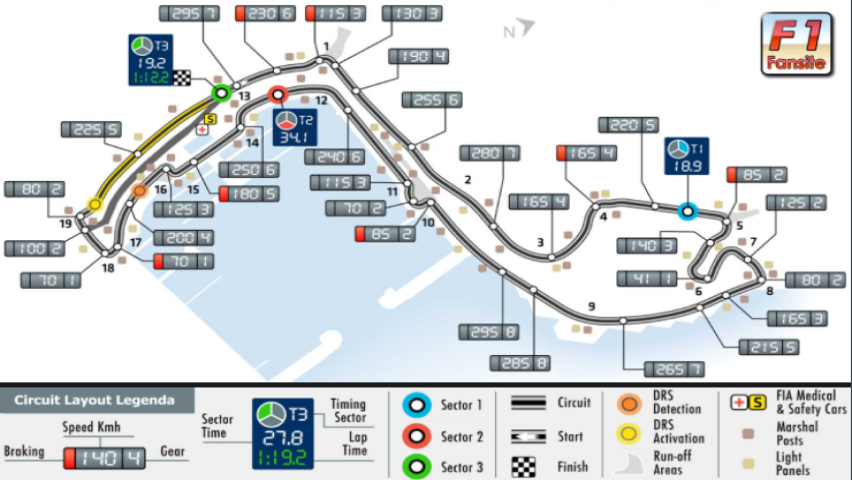 295 7
230 6
115 3
130 3
1
N
F1
Fansite
T3
19.2
1:12.2
190 4
13
12
255 6
S
T2
34.1
14
220 5
T1
18.9
225 5
280 7
165 4
240 6
250 6
85 2
2
16
15
115 3
11
180 5
80 2
70 2
10
165 4
4
5
125 2
125 3
19
85 2
140 3
7
200 4
17
3
100 2
18
70 1
41 1
6
8
80 2
70 1
9
165 3
295 8
215 5
285 8
265 7
Circuit Layout Legenda
Speed Kmh
Braking
140 4
Gear
Sector
Time
T3
27.8
1:19.2
Timing
Sector
Lap
Time
Sector 1
Sector 2
Sector 3
Circuit
Start
Finish
DRS
Detection
DRS
Activation
Run-off
Areas
S
FIA Medical
& Safety Cars
Marshal
Posts
Light
Panels